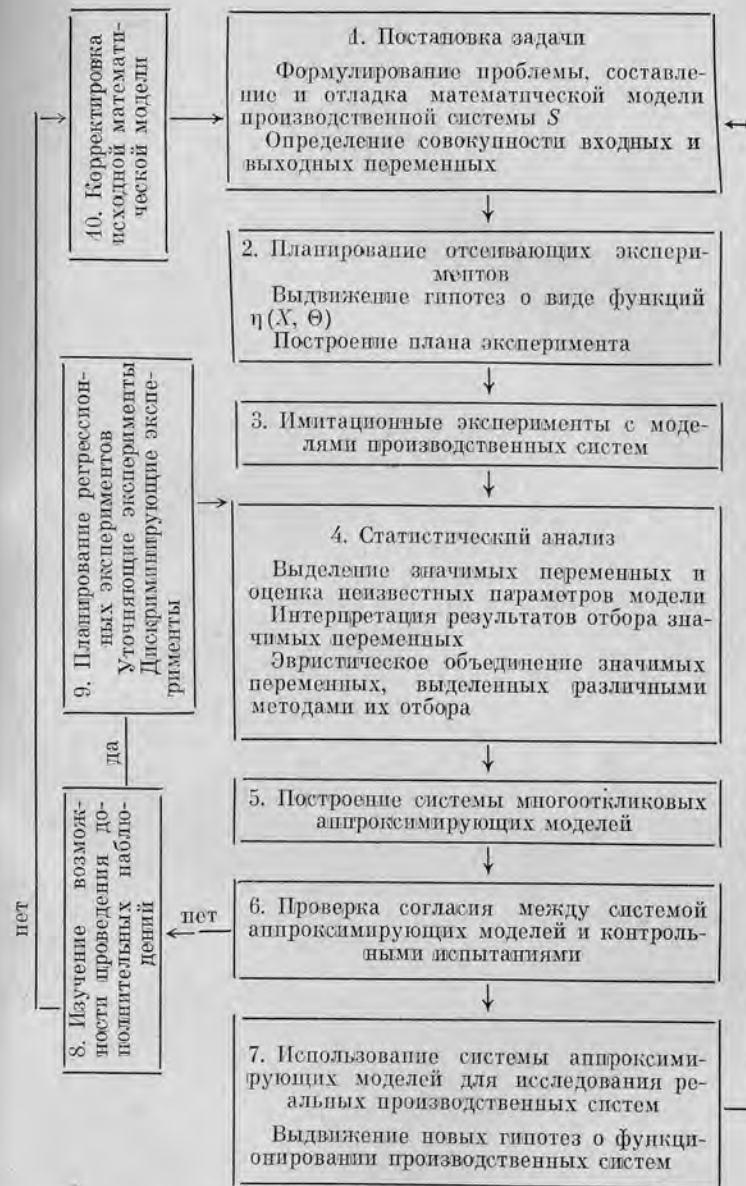 1. Постановка задачи
Формулирование проблемы, составле-
ние и отладка математической модели
производственной системы S
Определение совокупности входных и
выходных переменных
2. Планирование отсеивающих экспери-
ментов
Выдвижение гипотез о виде функций
η (X, Θ)
Построение плана эксперимента
3. Имитационные эксперименты с моде-
лями производственных систем
4. Статистический анализ
Выделение значимых переменных и
оценка неизвестных параметров модели
Интерпретация результатов отбора зна-
чимых переменных
Эвристическое объединение значимых
переменных, выделенных различными
методами их отбора
5. Построение системы многооткликовых
аппроксимирующих моделей
6. Проверка согласия между системой
аппроксимирующих моделей и контроль-
ными испытаниями
нет
7. Использование системы аппроксими-
рующих моделей для исследования ре-
альных производственных систем
Выдвижение новых гипотез о функци-
онировании производственных систем
8. Изучение возмож-
ности проведения до-
полнительных наблю-
дений
да
нет
9. Планирование регрессион-
ных экспериментов
Уточняющие эксперименты
Дискриминирующие экспе-
рименты
10. Корректировка
исходной математи-
ческой модели